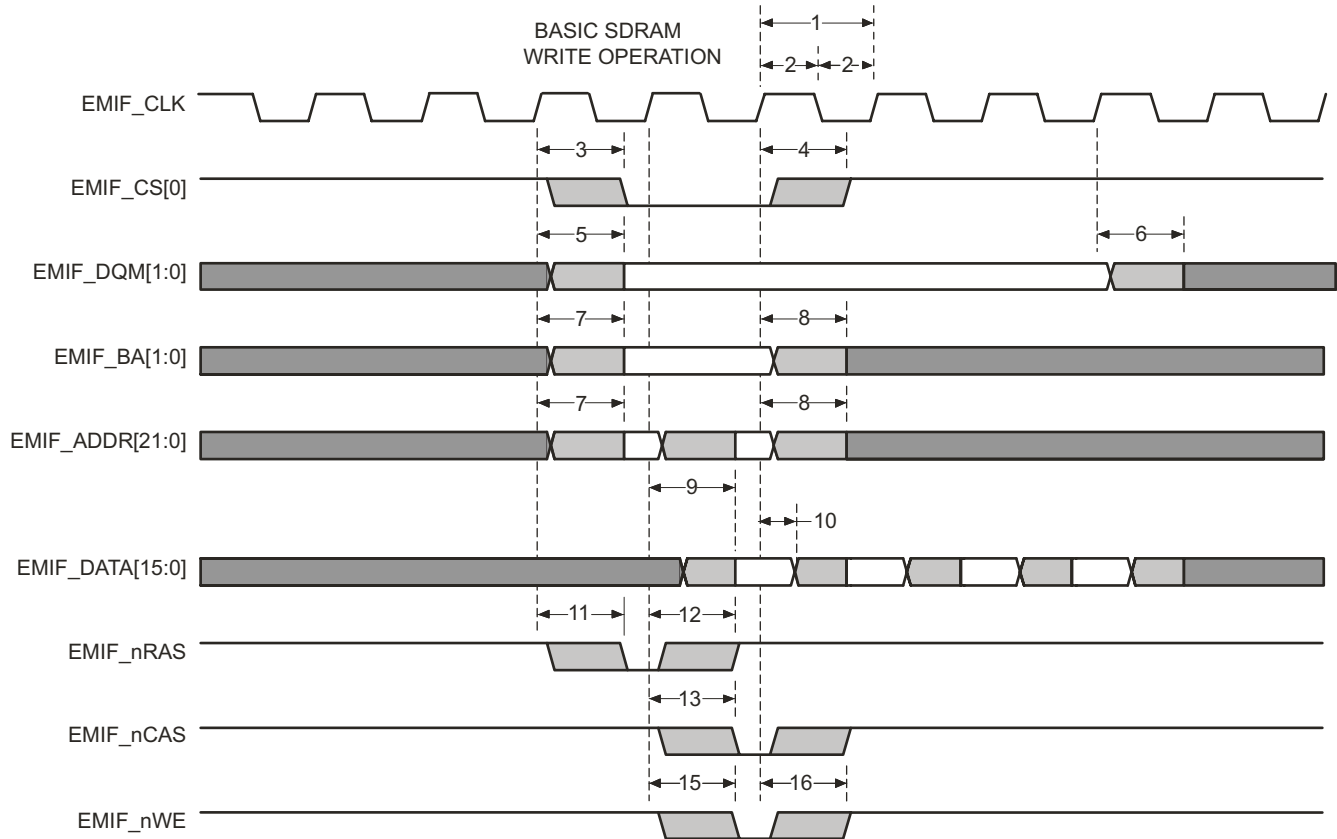 BASIC SDRAM
WRITE OPERATION
1
2 2
EMIF_CLK
3 4
EMIF_CS[0]
5 6
EMIF_DQM[1:0]
7 8
EMIF_BA[1:0]
7 8
EMIF_ADDR[21:0]
9
10
EMIF_DATA[15:0]
11 12
EMIF_nRAS
13
EMIF_nCAS
15 16
EMIF_nWE